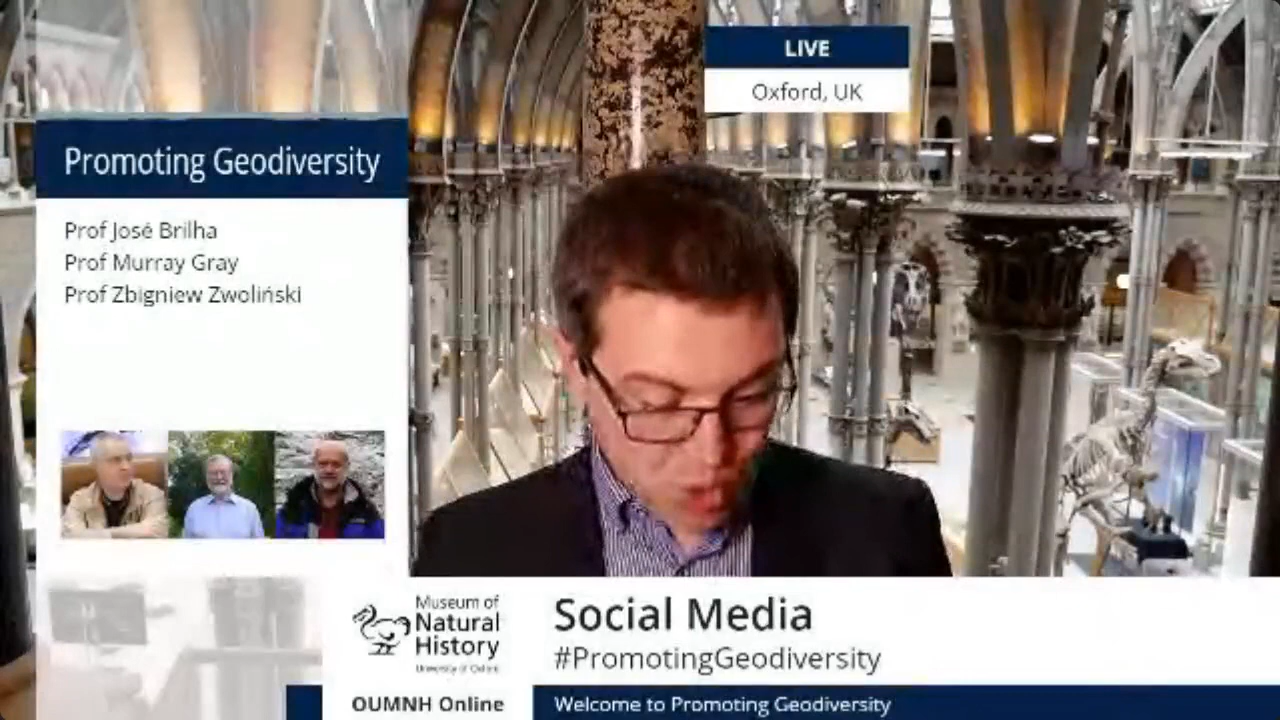 LIVE
Oxford, UK
Promoting Geodiversity
Prof José Brilha
Prof Murray Gray
Prof Zbigniew Zwoliński
Museum of
Natural
History
University of Oxford
Social Media
#PromotingGeodiversity
OUMNH Online
Welcome to Promoting Geodiversity